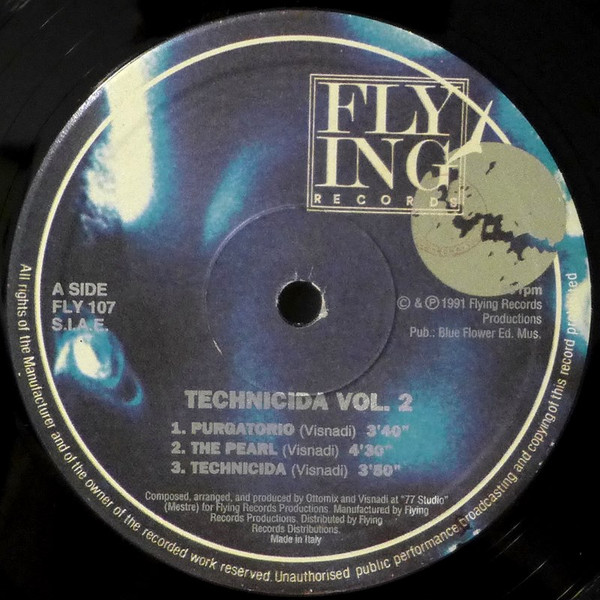 FLY
ING
RECORDS
A SIDE
FLY 107
S.I.A.E.
rpm
© & ℗ 1991 Flying Records
Productions
Pub.: Blue Flower Ed. Mus.
TECHNICIDA VOL. 2
1. PURGATORIO (Visnadi) 3'40"
2. THE PEARL (Visnadi) 4'30"
3. TECHNICIDA (Visnadi) 3'50"
Composed, arranged, and produced by Ottomix and Visnadi at "77 Studio"
(Mestre) for Flying Records Productions. Manufactured by Flying
Records Productions. Distributed by Flying
Records Distributions.
Made in Italy
All rights of the Manufacturer and of the owner of the recorded work reserved. Unauthorised public performance, broadcasting and copying of this record prohibited